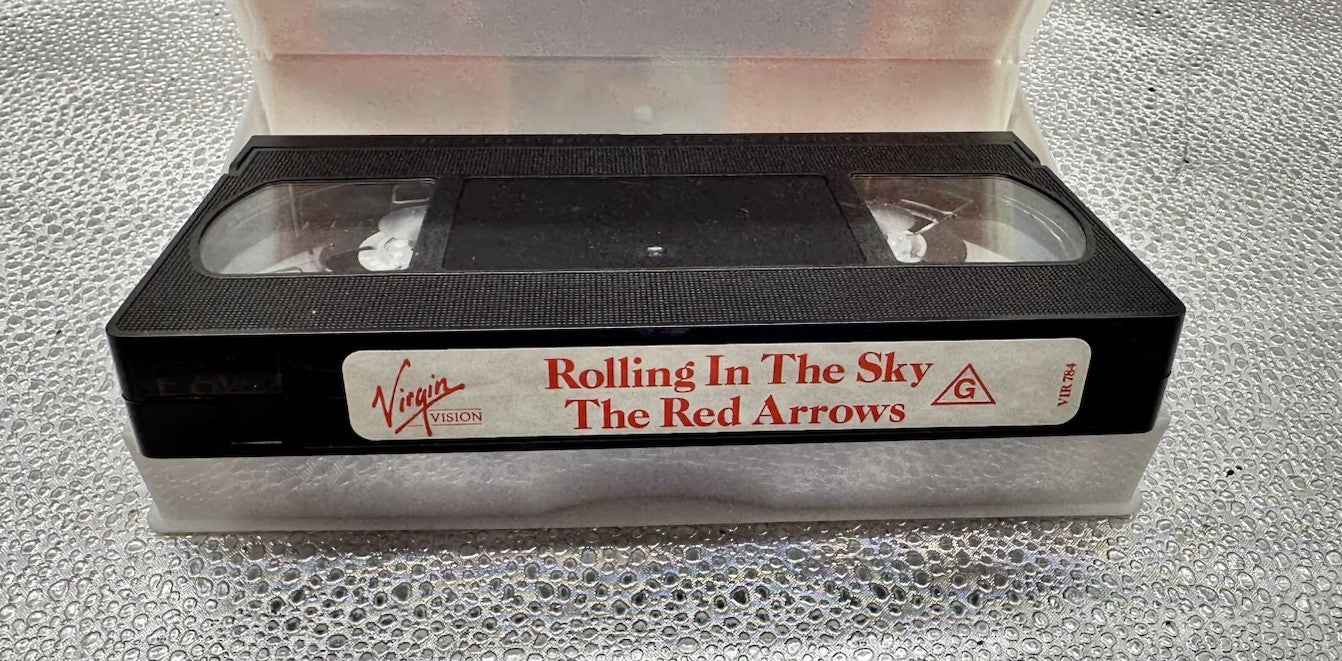 Virgin
VISION
Rolling In The Sky
The Red Arrows
G
VIR 784